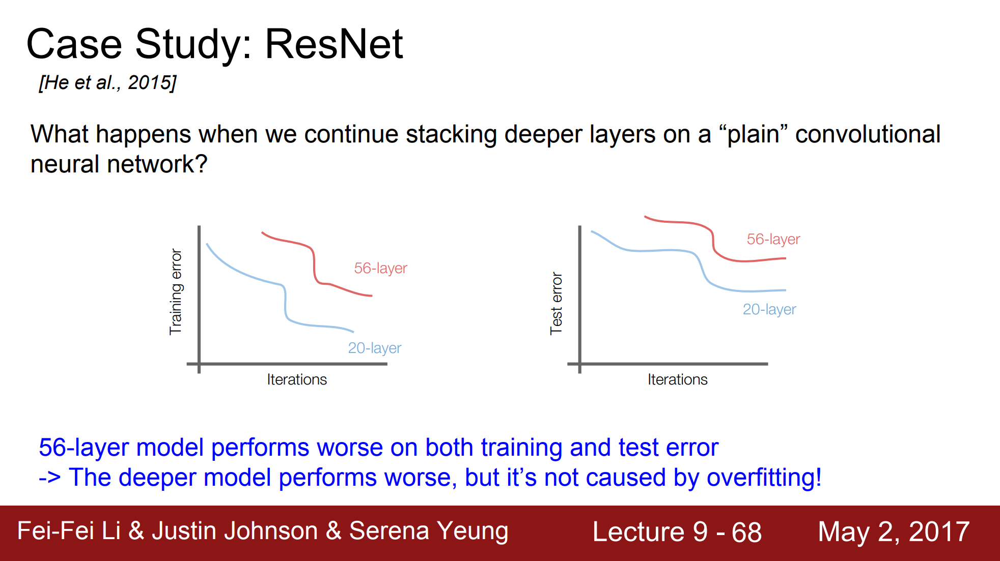 Case Study: ResNet
[He et al., 2015]
What happens when we continue stacking deeper layers on a “plain” convolutional
neural network?
Training error
56-layer
20-layer
Iterations
Test error
56-layer
20-layer
Iterations
56-layer model performs worse on both training and test error
-> The deeper model performs worse, but it’s not caused by overfitting!
Fei-Fei Li & Justin Johnson & Serena Yeung
Lecture 9 - 68
May 2, 2017